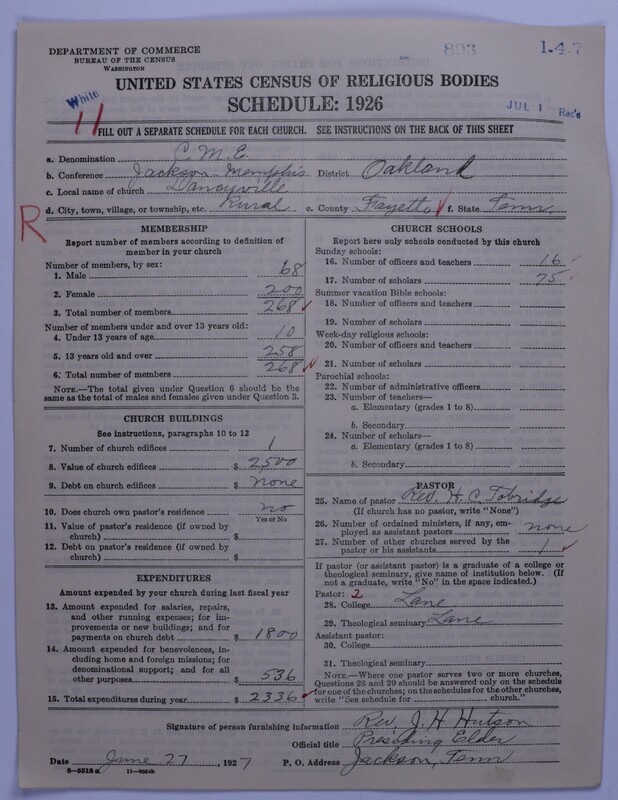 DEPARTMENT OF COMMERCE
BUREAU OF THE CENSUS
WASHINGTON
893
1-4-7
UNITED STATES CENSUS OF RELIGIOUS BODIES
SCHEDULE: 1926
White
11
JUL 1 Rec'd
FILL OUT A SEPARATE SCHEDULE FOR EACH CHURCH. SEE INSTRUCTIONS ON THE BACK OF THIS SHEET
a. Denomination C. M. E.
b. Conference Jackson-Memphis District Oakland
c. Local name of church Dancyville
d. City, town, village, or township, etc. Rural e. County Fayette f. State Tenn.
R
MEMBERSHIP
Report number of members according to definition of
member in your church
Number of members, by sex:
1. Male 68
2. Female 200
3. Total number of members 268
Number of members under and over 13 years old:
4. Under 13 years of age 10
5. 13 years old and over 258
6. Total number of members 268
NOTE.—The total given under Question 6 should be the
same as the total of males and females given under Question 3.
CHURCH BUILDINGS
See instructions, paragraphs 10 to 12
7. Number of church edifices 1
8. Value of church edifices $ 2,500
9. Debt on church edifices $ none
10. Does church own pastor's residence no
Yes or No
11. Value of pastor's residence (if owned by
church) $
12. Debt on pastor's residence (if owned by
church) $
EXPENDITURES
Amount expended by your church during last fiscal year
13. Amount expended for salaries, repairs,
and other running expenses; for im-
provements or new buildings; and for
payments on church debt $ 1800
14. Amount expended for benevolences, in-
cluding home and foreign missions; for
denominational support; and for all
other purposes $ 536
15. Total expenditures during year $ 2336
CHURCH SCHOOLS
Report here only schools conducted by this church
Sunday schools:
16. Number of officers and teachers 16
17. Number of scholars 75
Summer vacation Bible schools:
18. Number of officers and teachers
19. Number of scholars
Week-day religious schools:
20. Number of officers and teachers
21. Number of scholars
Parochial schools:
22. Number of administrative officers
23. Number of teachers—
a. Elementary (grades 1 to 8)
b. Secondary
24. Number of scholars—
a. Elementary (grades 1 to 8)
b. Secondary
PASTOR
25. Name of pastor Rev. H. C.
(If church has no pastor, write "None")
26. Number of ordained ministers, if any, em-
ployed as assistant pastors none
27. Number of other churches served by the
pastor or his assistants 1
If pastor (or assistant pastor) is a graduate of a college or
theological seminary, give name of institution below. (If
not a graduate, write "No" in the space indicated.)
Pastor: 2
28. College Lane
29. Theological seminary Lane
Assistant pastor:
30. College
31. Theological seminary
NOTE.—Where one pastor serves two or more churches,
Questions 28 and 29 should be answered only on the schedule
for one of the churches; on the schedules for the other churches,
write "See schedule for church."
Signature of person furnishing information Rev. J. H. Hutson
Official title Presiding Elder
Date June 27, 1927 P. O. Address Jackson, Tenn
8-5518 a